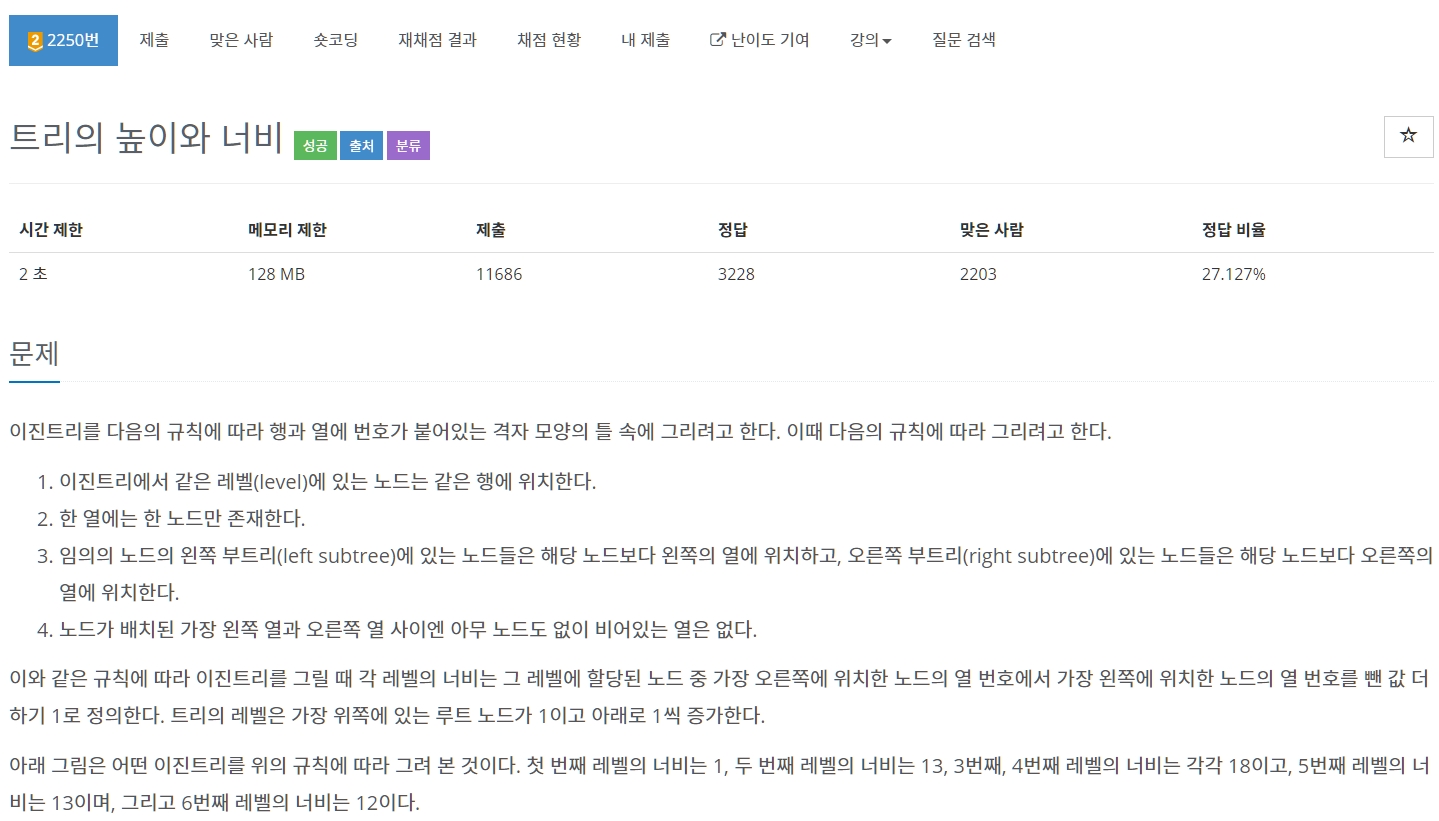 2 2250번 제출 맞은 사람 숏코딩 재채점 결과 채점 현황 내 제출 난이도 기여 강의 질문 검색
트리의 높이와 너비 성공 출처 분류
시간 제한 메모리 제한 제출 정답 맞은 사람 정답 비율
2 초 128 MB 11686 3228 2203 27.127%
문제
이진트리를 다음의 규칙에 따라 행과 열에 번호가 붙어있는 격자 모양의 틀 속에 그리려고 한다. 이때 다음의 규칙에 따라 그리려고 한다.
1. 이진트리에서 같은 레벨(level)에 있는 노드는 같은 행에 위치한다.
2. 한 열에는 한 노드만 존재한다.
3. 임의의 노드의 왼쪽 부트리(left subtree)에 있는 노드들은 해당 노드보다 왼쪽의 열에 위치하고, 오른쪽 부트리(right subtree)에 있는 노드들은 해당 노드보다 오른쪽의
열에 위치한다.
4. 노드가 배치된 가장 왼쪽 열과 오른쪽 열 사이엔 아무 노드도 없이 비어있는 열은 없다.
이와 같은 규칙에 따라 이진트리를 그릴 때 각 레벨의 너비는 그 레벨에 할당된 노드 중 가장 오른쪽에 위치한 노드의 열 번호에서 가장 왼쪽에 위치한 노드의 열 번호를 뺀 값 더
하기 1로 정의한다. 트리의 레벨은 가장 위쪽에 있는 루트 노드가 1이고 아래로 1씩 증가한다.
아래 그림은 어떤 이진트리를 위의 규칙에 따라 그려 본 것이다. 첫 번째 레벨의 너비는 1, 두 번째 레벨의 너비는 13, 3번째, 4번째 레벨의 너비는 각각 18이고, 5번째 레벨의 너
비는 13이며, 그리고 6번째 레벨의 너비는 12이다.